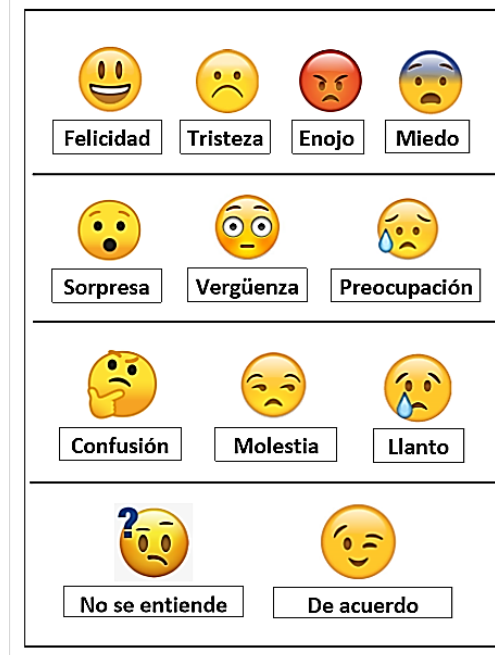 Felicidad Tristeza Enojo Miedo
Sorpresa Vergüenza Preocupación
Confusión Molestia Llanto
?
No se entiende De acuerdo